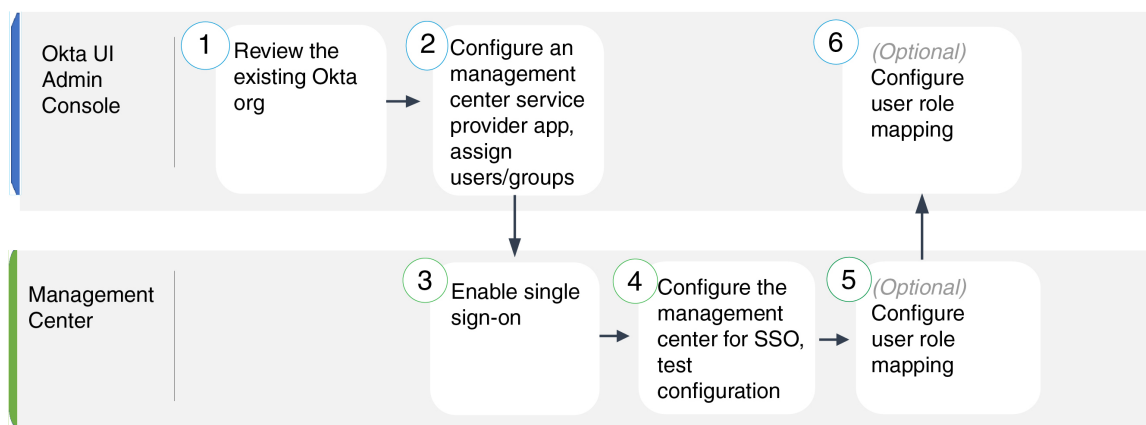 Okta UI
Admin
Console
1
Review the
existing Okta
org
2
Configure an
management
center service
provider app,
assign
users/groups
6
(Optional)
Configure
user role
mapping
Management
Center
3
Enable single
sign-on
4
Configure the
management
center for SSO,
test
configuration
5
(Optional)
Configure
user role
mapping